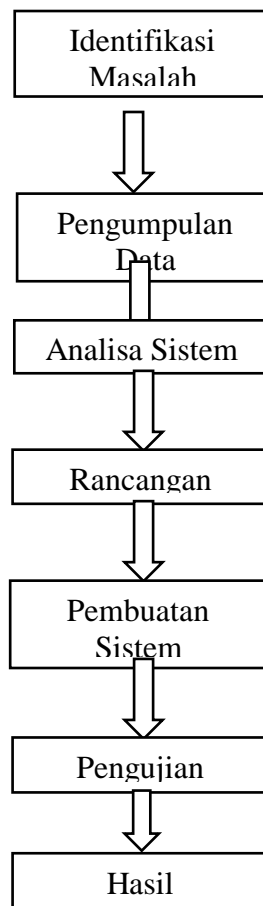 Identifikasi
Masalah
Pengumpulan
Data
Analisa Sistem
Rancangan
Pembuatan
Sistem
Pengujian
Hasil